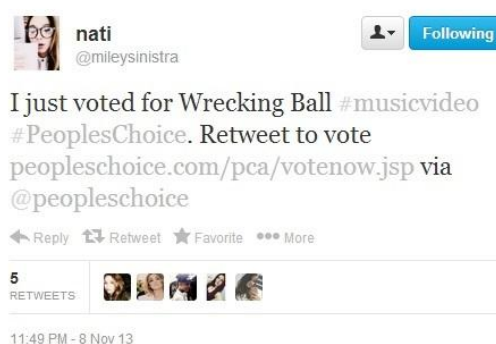 nati
Following
@mileysinistra
I just voted for Wrecking Ball #musicvideo
#PeoplesChoice. Retweet to vote
peopleschoice.com/pca/votenow.jsp via
@peopleschoice
Reply Retweet Favorite More
5
RETWEETS
11:49 PM - 8 Nov 13